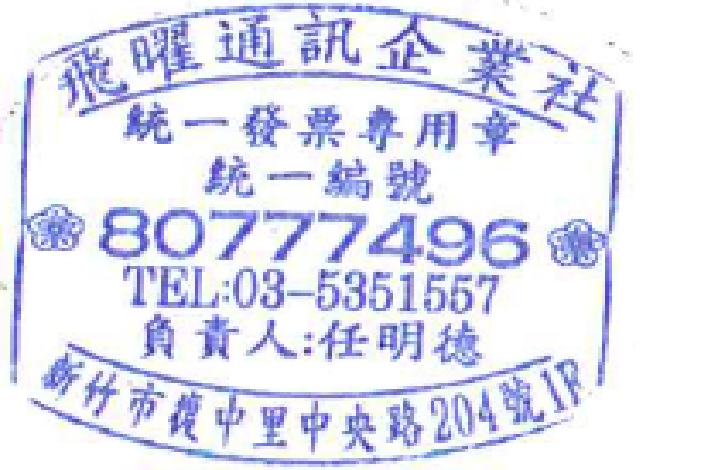 飛曜通訊企業社
統一發票專用章
統一編號
80777496
TEL:03-5351557
負責人:任明德
新竹市復中里中央路204號1F